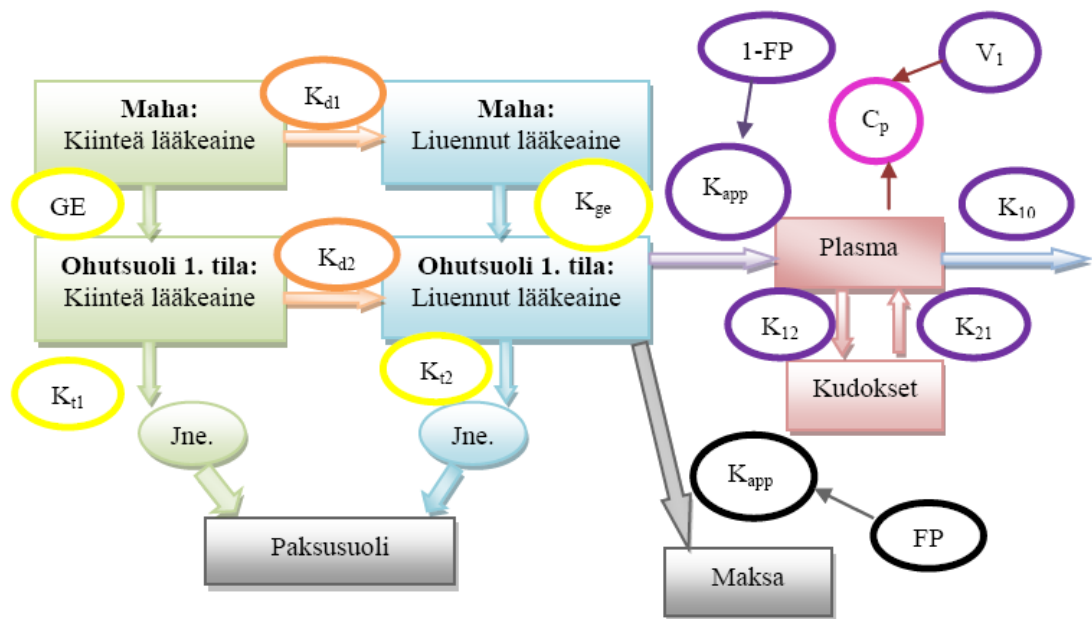 1-FP
V1
Maha:
Kiinteä lääkeaine
Kd1
Maha:
Liuennut lääkeaine
Cp
Kapp
GE
Kge
K10
Ohutsuoli 1. tila:
Kiinteä lääkeaine
Kd2
Ohutsuoli 1. tila:
Liuennut lääkeaine
Plasma
K12
K21
Kt1
Kt2
Kudokset
Jne.
Jne.
Kapp
Paksusuoli
FP
Maksa